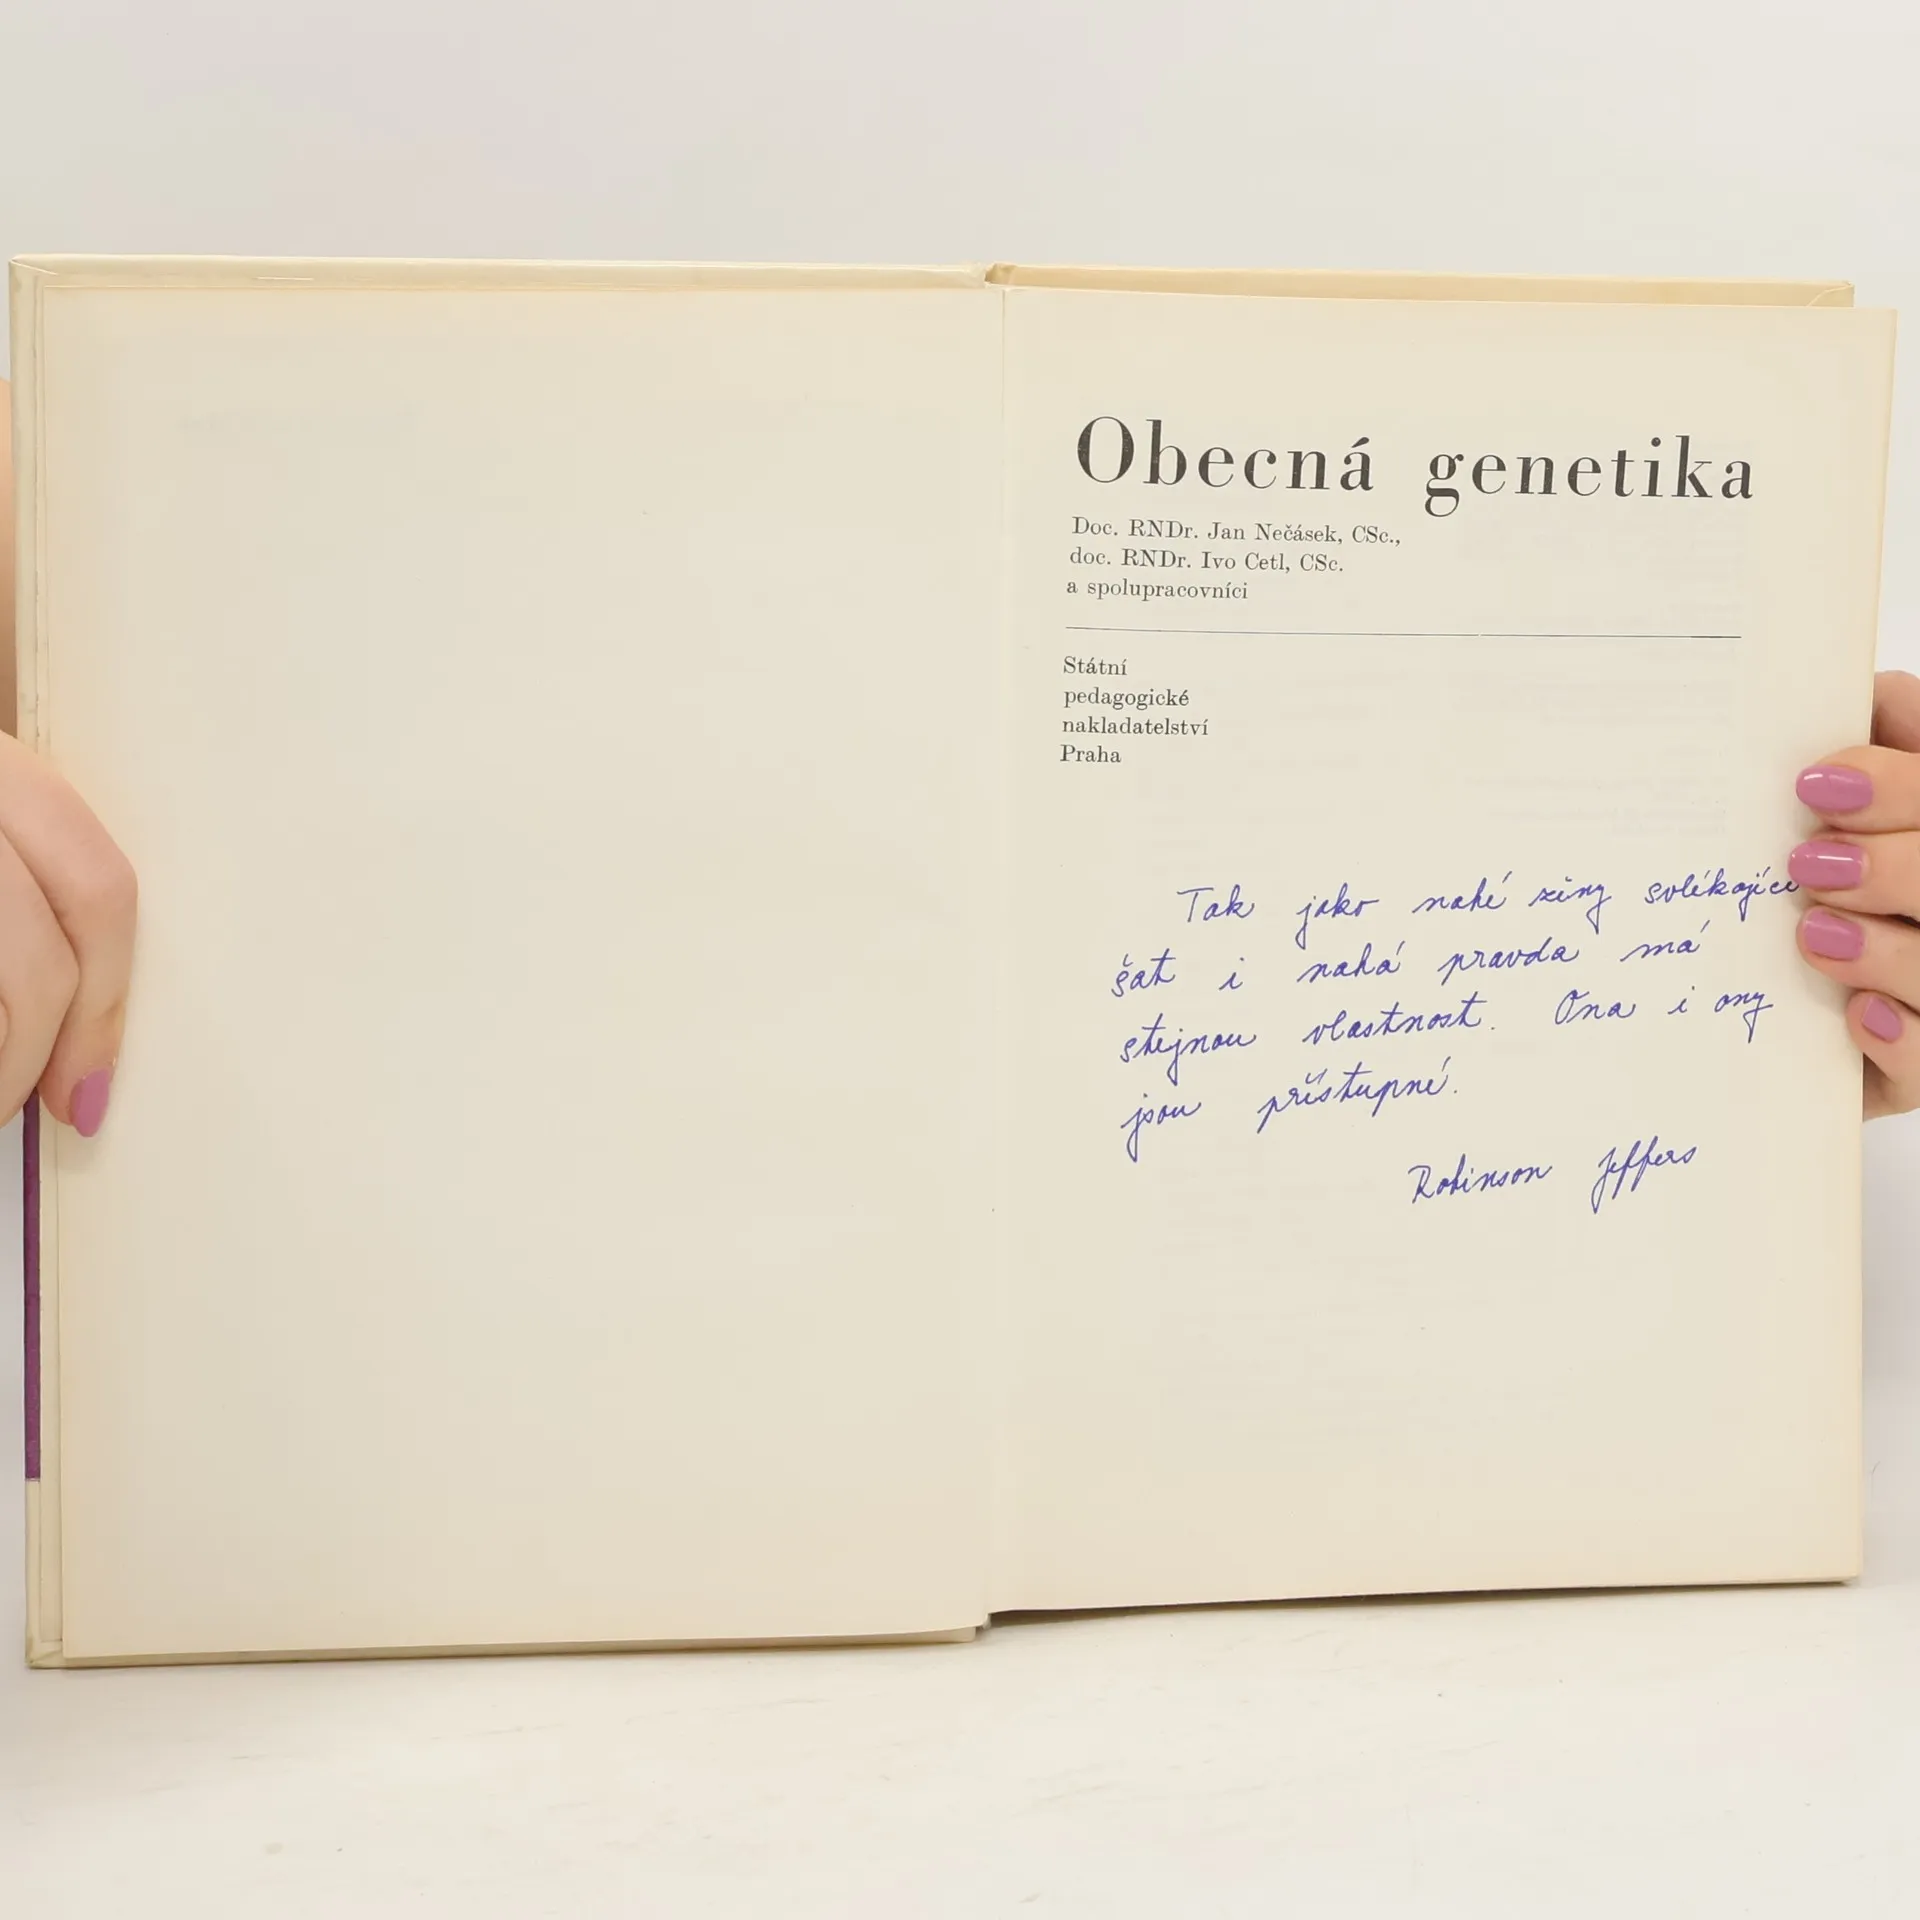 Obecná genetika
Doc. RNDr. Jan Nečásek, CSc.,
doc. RNDr. Ivo Cetl, CSc.
a spolupracovníci
Státní
pedagogické
nakladatelství
Praha
Tak jako nahé svlékající
šat i nahá pravda má
stejnou vlastnost. Ona i ony
jsou přístupné.
Robinson Jeffers